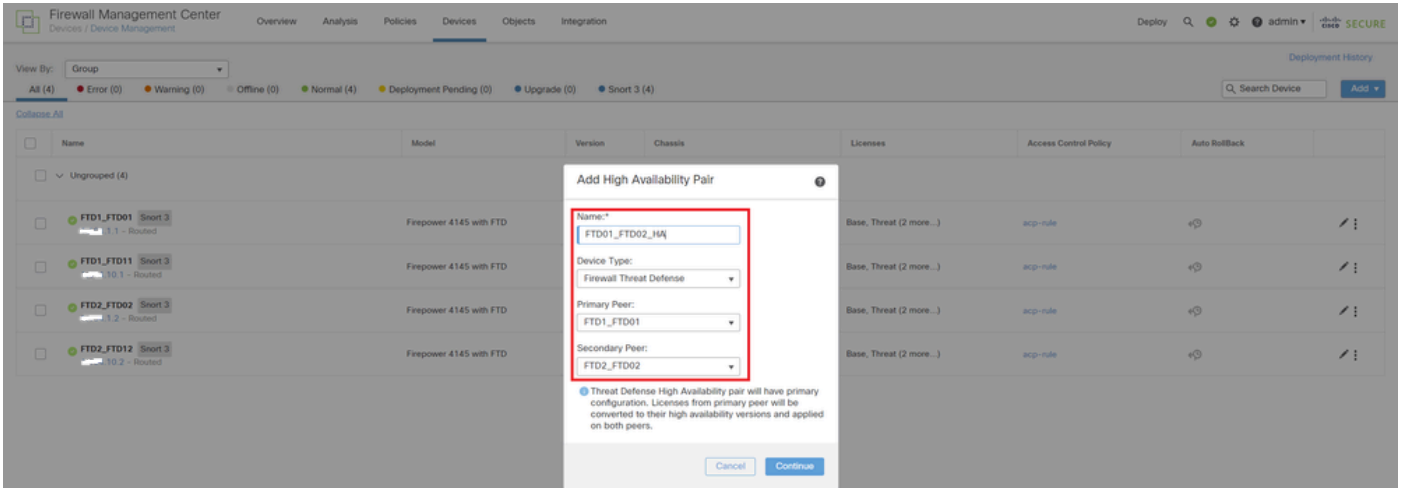 Firewall Management Center
Devices / Device Management
Overview Analysis Policies Devices Objects Integration
Deploy admin SECURE
Deployment History
View By: Group
All (4) Error (0) Warning (0) Offline (0) Normal (4) Deployment Pending (0) Upgrade (0) Snort 3 (4)
Search Device Add
Collapse All
Name Model Version Chassis Licenses Access Control Policy Auto RollBack
Ungrouped (4)
FTD1_FTD01 Snort 3
.1.1 - Routed
Firepower 4145 with FTD Base, Threat (2 more...) acp-rule
FTD1_FTD11 Snort 3
.10.1 - Routed
Firepower 4145 with FTD Base, Threat (2 more...) acp-rule
FTD2_FTD02 Snort 3
.1.2 - Routed
Firepower 4145 with FTD Base, Threat (2 more...) acp-rule
FTD2_FTD12 Snort 3
.10.2 - Routed
Firepower 4145 with FTD Base, Threat (2 more...) acp-rule
Add High Availability Pair
Name:*
FTD01_FTD02_HA
Device Type:
Firewall Threat Defense
Primary Peer:
FTD1_FTD01
Secondary Peer:
FTD2_FTD02
Threat Defense High Availability pair will have primary
configuration. Licenses from primary peer will be
converted to their high availability versions and applied
on both peers.
Cancel Continue